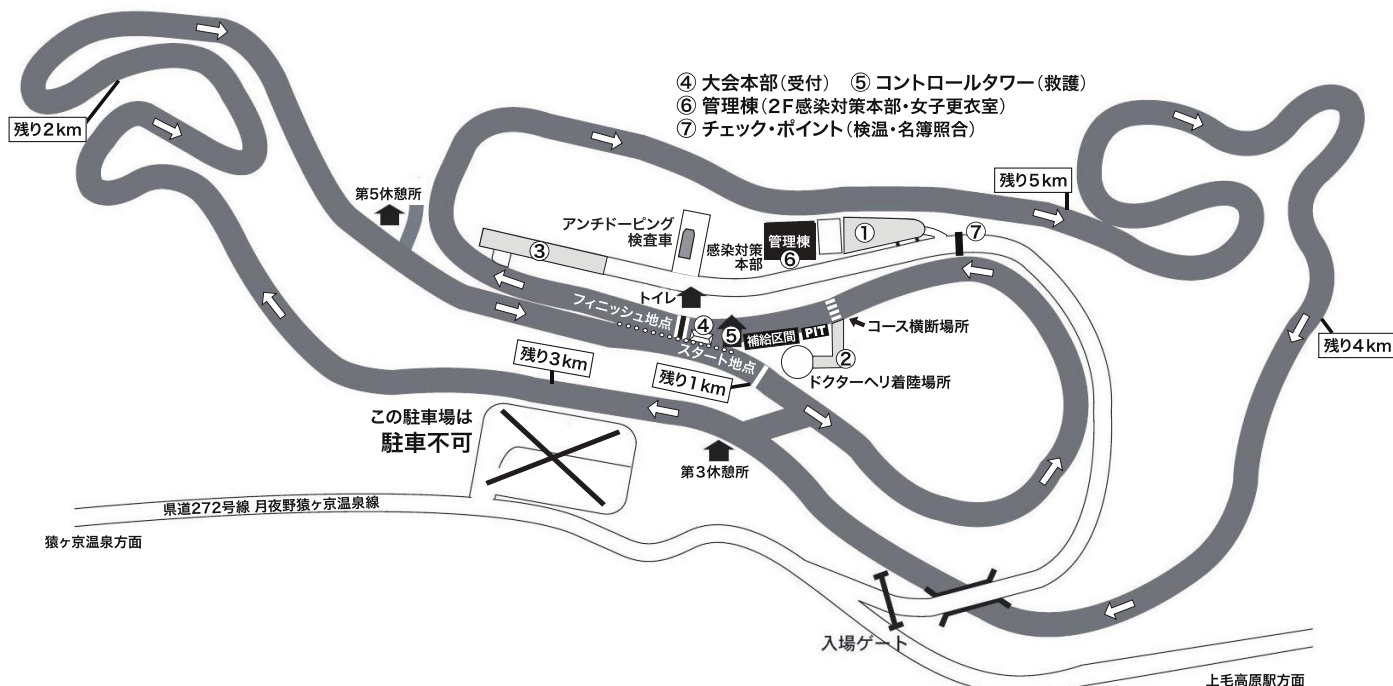 ④ 大会本部（受付） ⑤ コントロールタワー（救護）
⑥ 管理棟（２Ｆ感染対策本部・女子更衣室）
⑦ チェック・ポイント（検温・名簿照合）
残り2km
残り5km
第5休憩所
アンチドーピング
検査車
感染対策
本部
管理棟
⑥
①
⑦
③
トイレ
フィニッシュ地点
④
⑤
補給区間
PIT
コース横断場所
スタート地点
②
ドクターヘリ着陸場所
残り4km
残り3km
残り1km
この駐車場は
駐車不可
第3休憩所
県道272号線 月夜野猿ヶ京温泉線
猿ヶ京温泉方面
入場ゲート
上毛高原駅方面